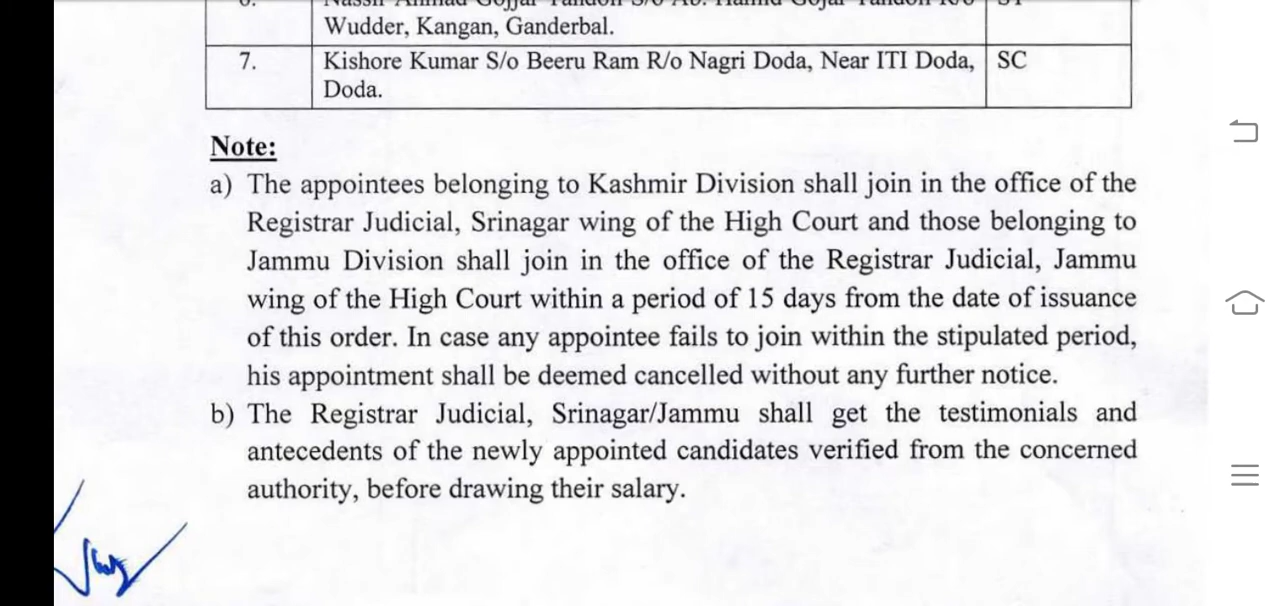 Wudder, Kangan, Ganderbal.
7. Kishore Kumar S/o Beeru Ram R/o Nagri Doda, Near ITI Doda, SC
Doda.
Note:
a) The appointees belonging to Kashmir Division shall join in the office of the
Registrar Judicial, Srinagar wing of the High Court and those belonging to
Jammu Division shall join in the office of the Registrar Judicial, Jammu
wing of the High Court within a period of 15 days from the date of issuance
of this order. In case any appointee fails to join within the stipulated period,
his appointment shall be deemed cancelled without any further notice.
b) The Registrar Judicial, Srinagar/Jammu shall get the testimonials and
antecedents of the newly appointed candidates verified from the concerned
authority, before drawing their salary.